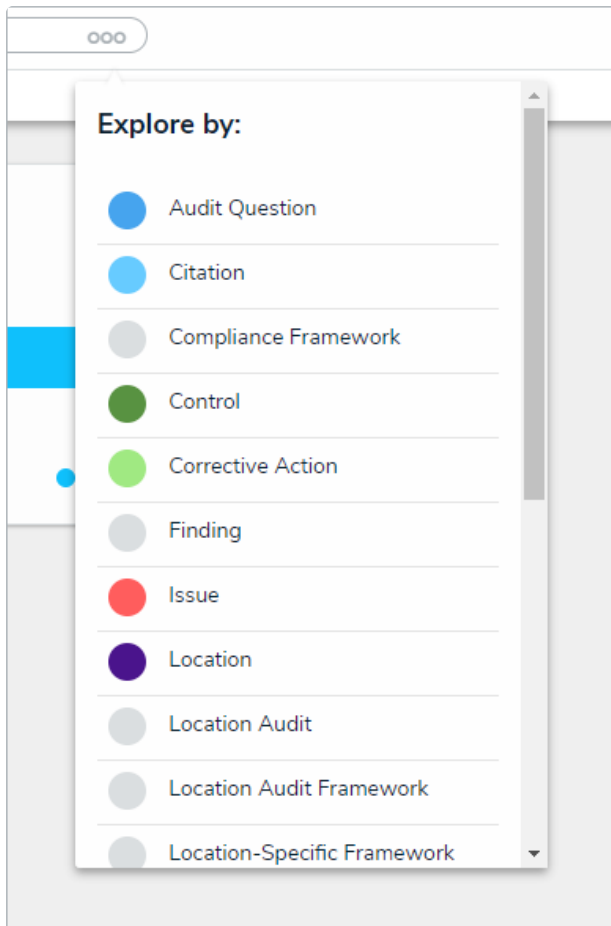 Explore by:
Audit Question
Citation
Compliance Framework
Control
Corrective Action
Finding
Issue
Location
Location Audit
Location Audit Framework
Location-Specific Framework